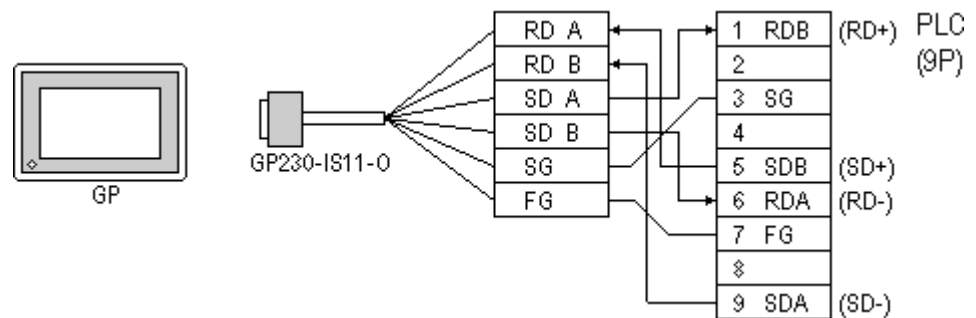 GP
GP230-IS11-O
RD A
RD B
SD A
SD B
SG
FG
1 RDB (RD+)
2
3 SG
4
5 SDB (SD+)
6 RDA (RD-)
7 FG
8
9 SDA (SD-)
PLC
(9P)